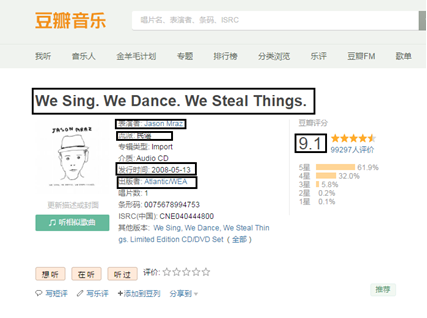 豆瓣音乐
唱片名、表演者、条码、ISRC
我听 音乐人 金羊毛计划 专题 排行榜 分类浏览 乐评 豆瓣FM 歌单
We Sing. We Dance. We Steal Things.
JASON MRAZ
表演者: Jason Mraz
流派: 民谣
专辑类型: Import
介质: Audio CD
发行时间: 2008-05-13
出版者: Atlantic/WEA
唱片数: 1
条形码: 0075678994753
ISRC(中国): CNE040444800
其他版本: We Sing, We Dance, We Steal Thin
gs. Limited Edition CD/DVD Set（全部）
更新描述或封面
听相似歌曲
豆瓣评分
9.1
99297人评价
5星 61.9%
4星 32.0%
3星 5.8%
2星 0.2%
1星 0.1%
想听 在听 听过 评价:
写短评 写乐评 +添加到豆列 分享到
推荐